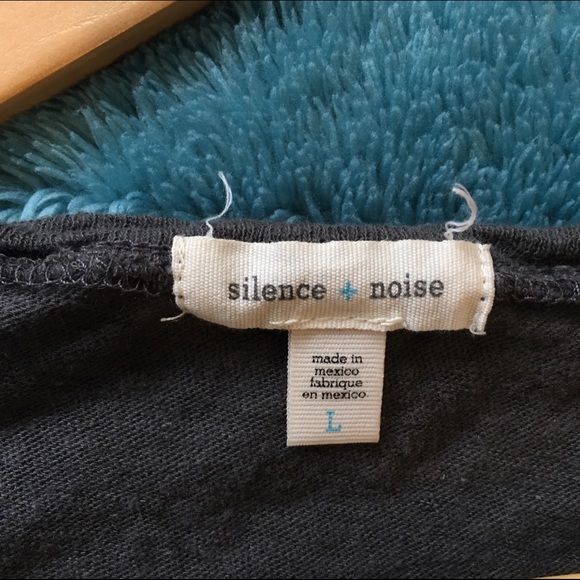 silence + noise
made in
mexico
fabrique
en mexico
L